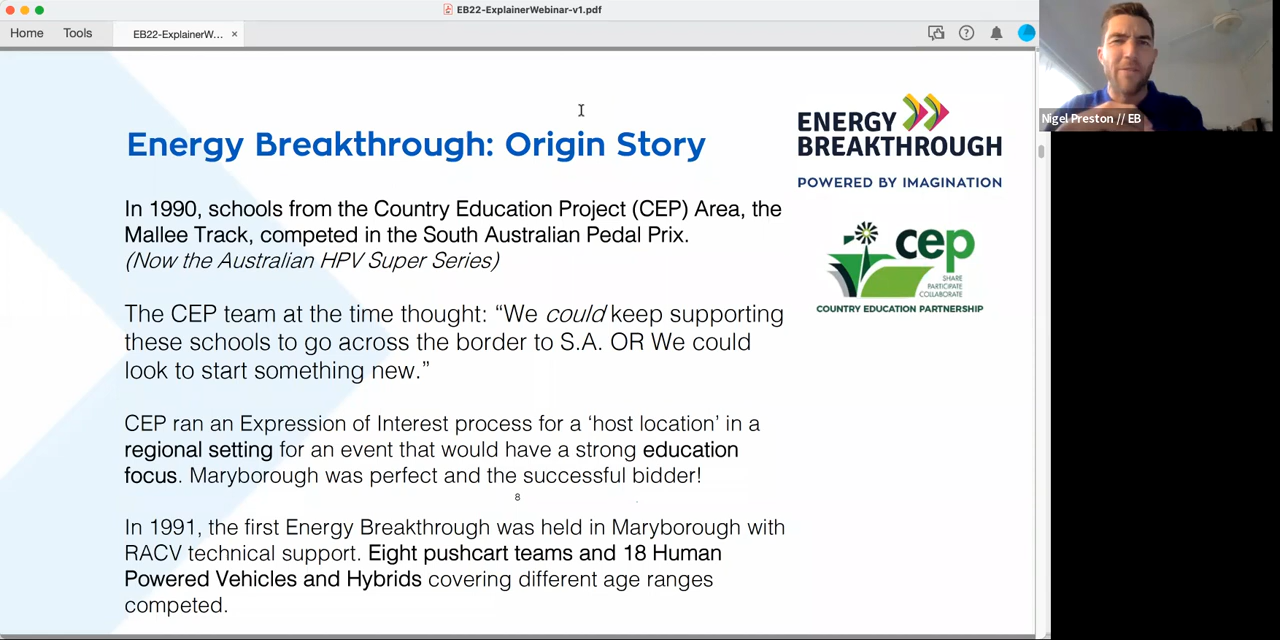 EB22-ExplainerWebinar-v1.pdf
Home
Tools
EB22-ExplainerW...
Nigel Preston // EB
Energy Breakthrough: Origin Story
ENERGY
BREAKTHROUGH
POWERED BY IMAGINATION
In 1990, schools from the Country Education Project (CEP) Area, the
Mallee Track, competed in the South Australian Pedal Prix.
(Now the Australian HPV Super Series)
cep
SHARE
PARTICIPATE
COLLABORATE
COUNTRY EDUCATION PARTNERSHIP
The CEP team at the time thought: “We could keep supporting
these schools to go across the border to S.A. OR We could
look to start something new.”
CEP ran an Expression of Interest process for a ‘host location’ in a
regional setting for an event that would have a strong education
focus. Maryborough was perfect and the successful bidder!
8
In 1991, the first Energy Breakthrough was held in Maryborough with
RACV technical support. Eight pushcart teams and 18 Human
Powered Vehicles and Hybrids covering different age ranges
competed.